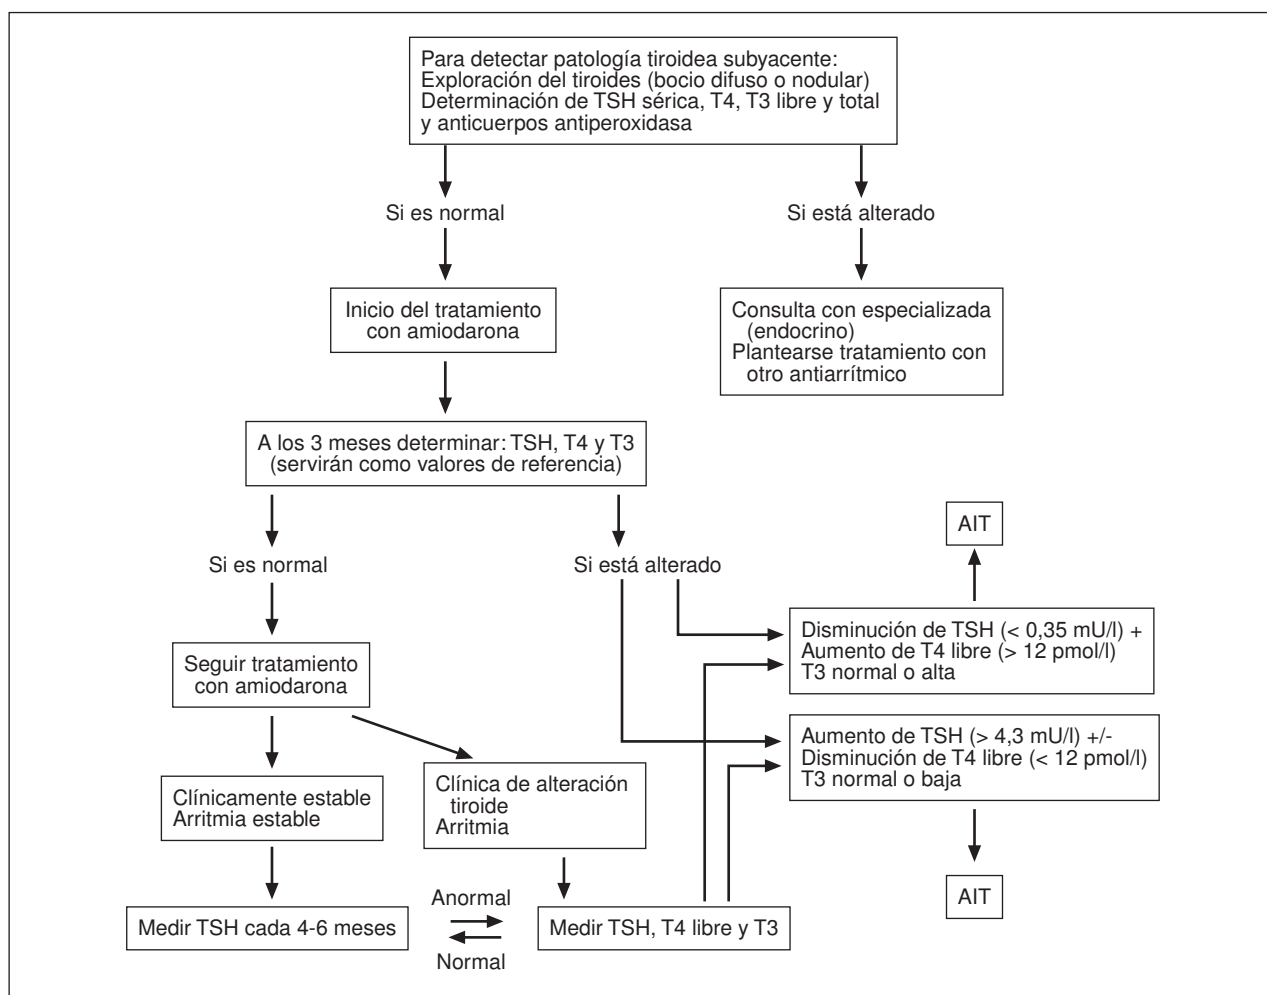 Para detectar patología tiroidea subyacente:
Exploración del tiroides (bocio difuso o nodular)
Determinación de TSH sérica, T4, T3 libre y total
y anticuerpos antiperoxidasa
Si es normal
Si está alterado
Inicio del tratamiento
con amiodarona
Consulta con especializada
(endocrino)
Plantearse tratamiento con
otro antiarrítmico
A los 3 meses determinar: TSH, T4 y T3
(servirán como valores de referencia)
Si es normal
Si está alterado
AIT
Disminución de TSH (< 0,35 mU/l) +
Aumento de T4 libre (> 12 pmol/l)
T3 normal o alta
Seguir tratamiento
con amiodarona
Aumento de TSH (> 4,3 mU/l) +/-
Disminución de T4 libre (< 12 pmol/l)
T3 normal o baja
Clínicamente estable
Arritmia estable
Clínica de alteración
tiroide
Arritmia
AIT
Medir TSH cada 4-6 meses
Anormal
Normal
Medir TSH, T4 libre y T3